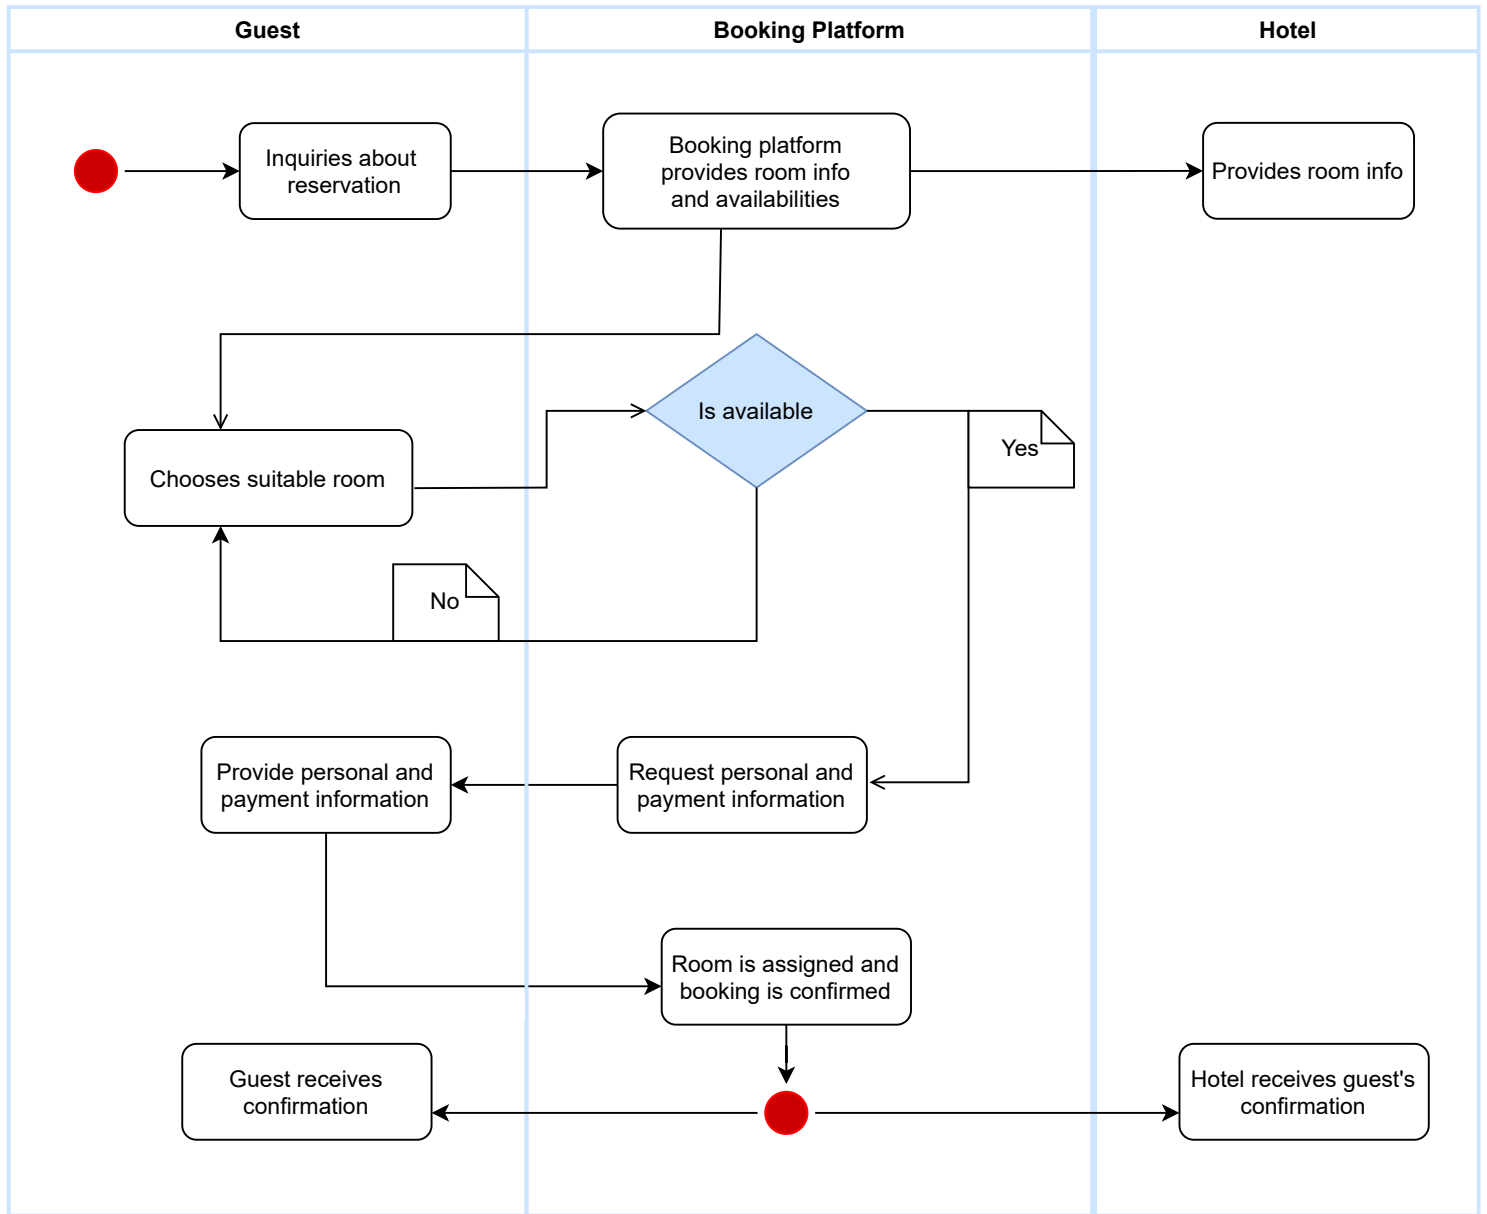 Guest
Booking Platform
Hotel
Inquiries about
reservation
Booking platform
provides room info
and availabilities
Provides room info
Is available
Yes
Chooses suitable room
No
Provide personal and
payment information
Request personal and
payment information
Room is assigned and
booking is confirmed
Guest receives
confirmation
Hotel receives guest's
confirmation